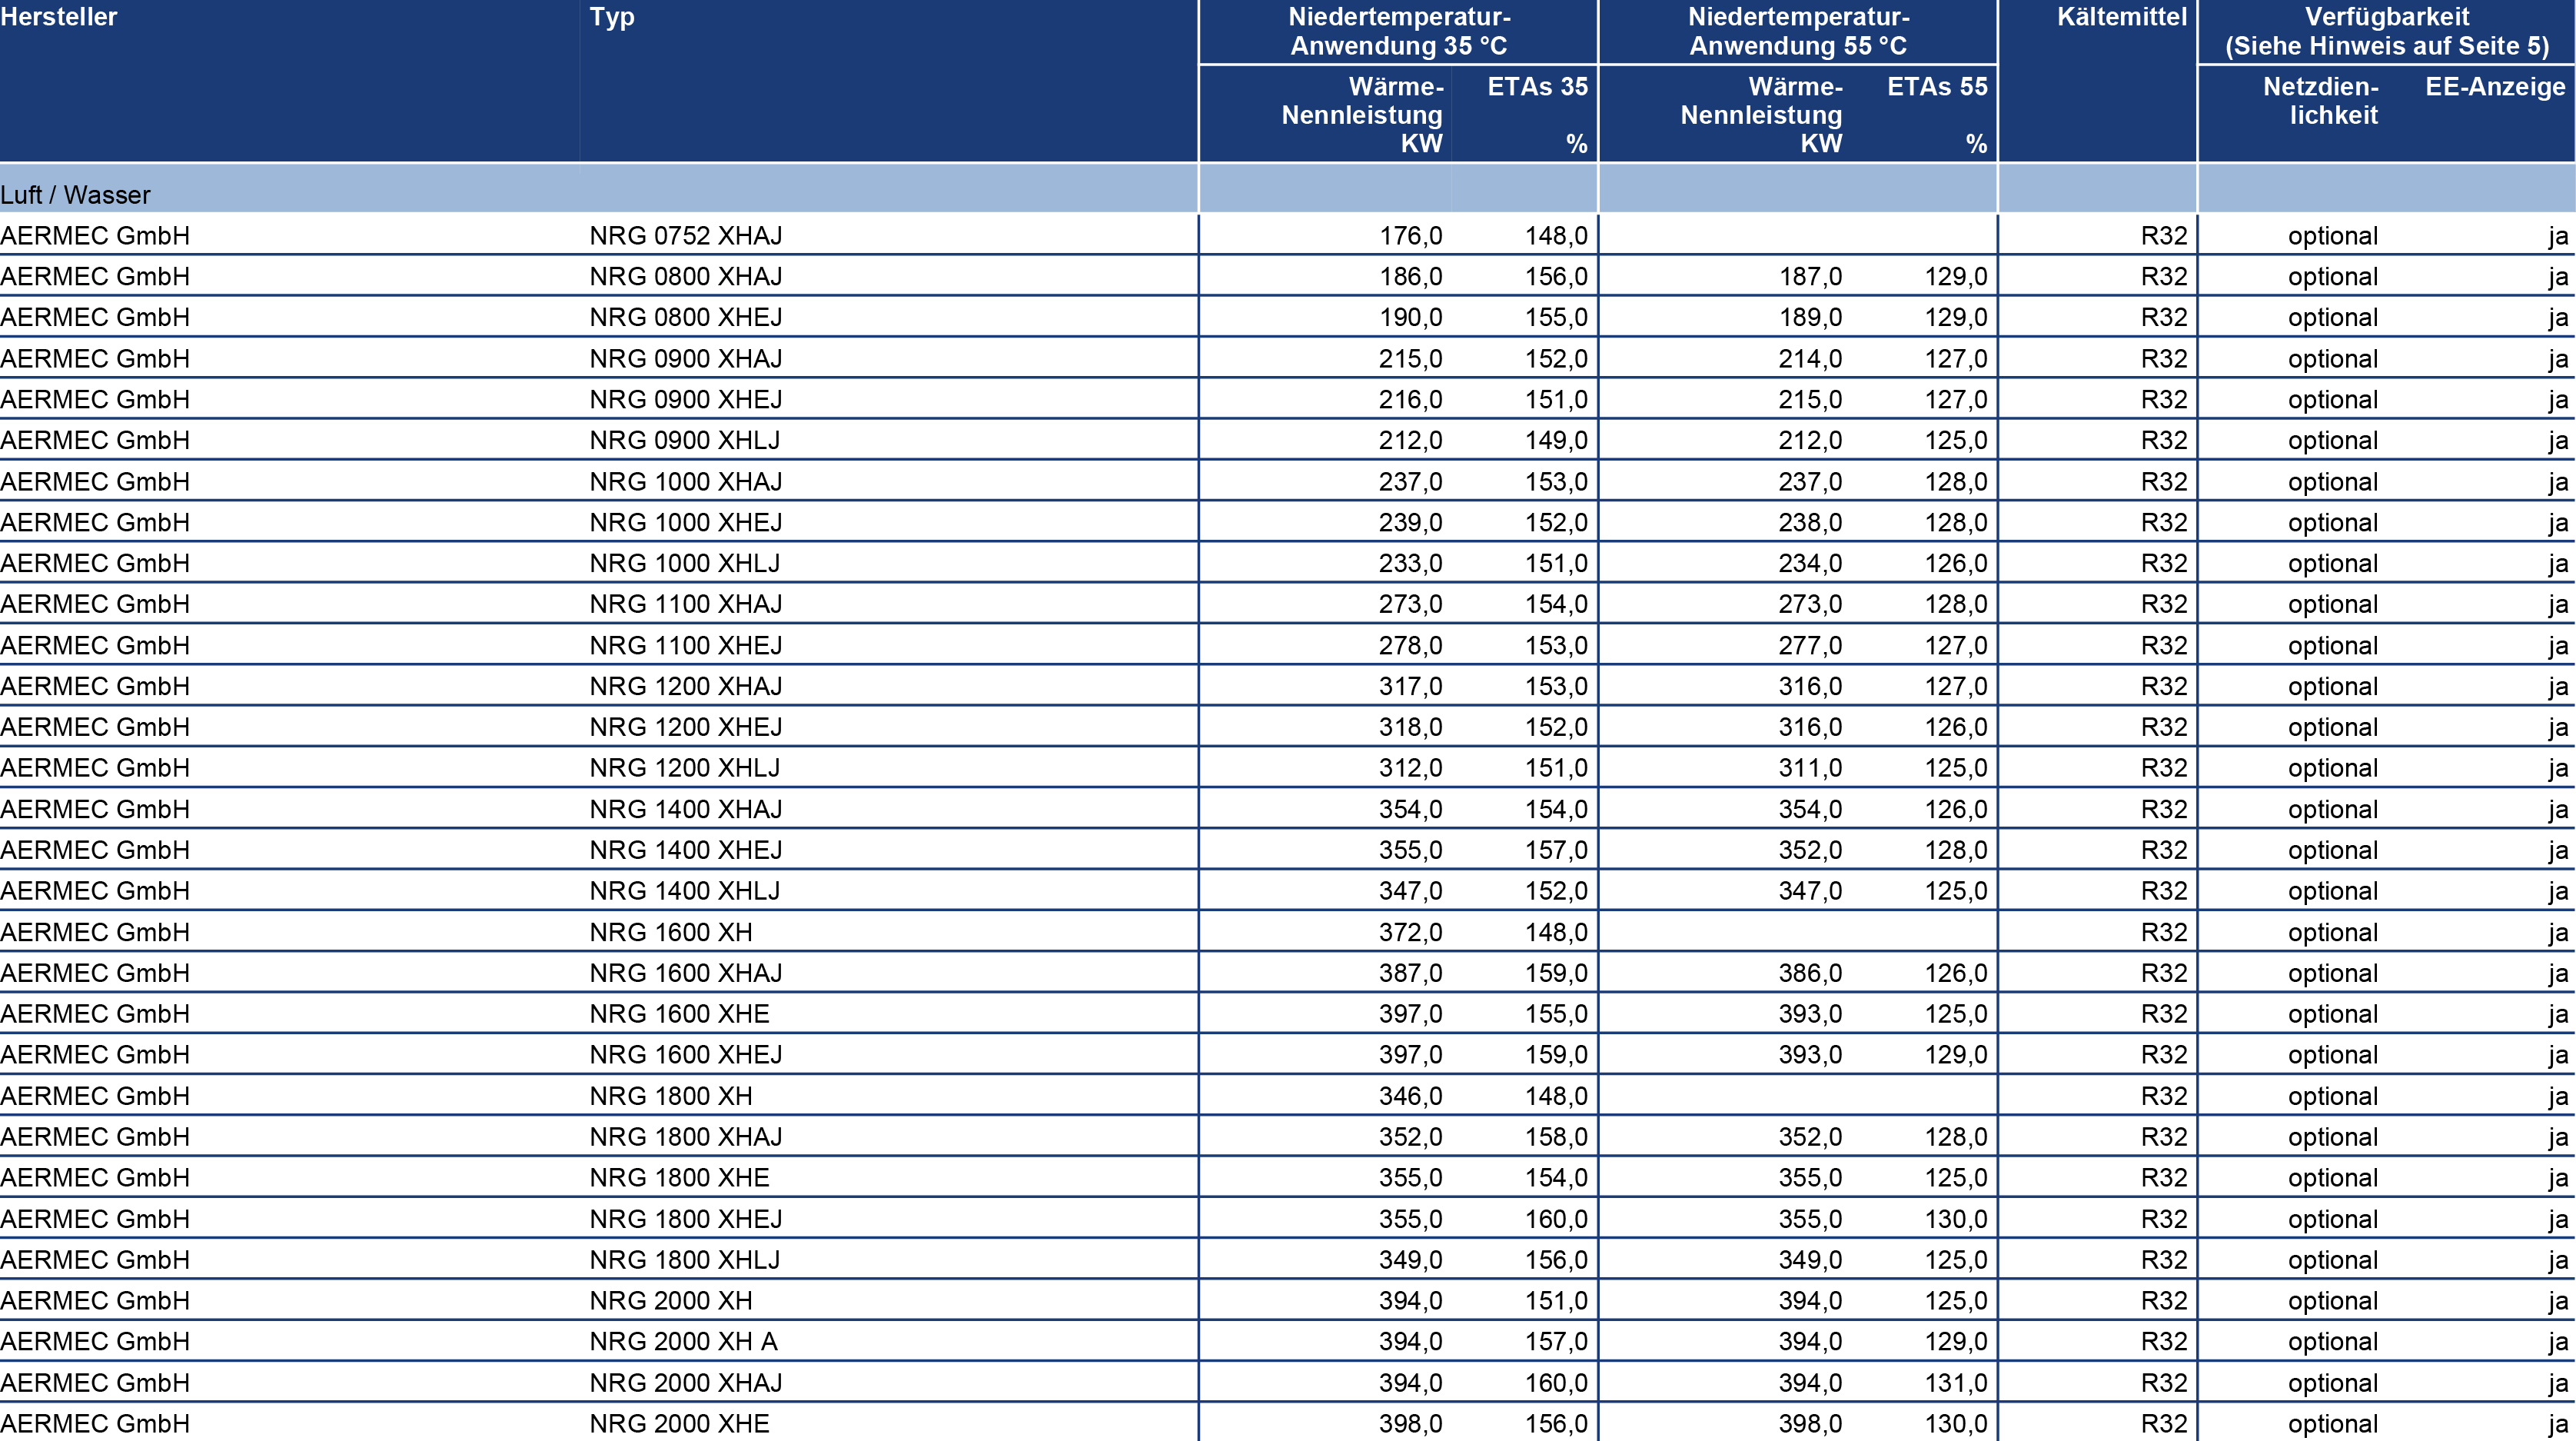 Hersteller Typ Niedertemperatur- Niedertemperatur- Kältemittel Verfügbarkeit
Anwendung 35 °C Anwendung 55 °C (Siehe Hinweis auf Seite 5)
Wärme- ETAs 35 Wärme- ETAs 55 Netzdien- EE-Anzeige
Nennleistung Nennleistung lichkeit
KW % KW %
Luft / Wasser
AERMEC GmbH NRG 0752 XHAJ 176,0 148,0 R32 optional ja
AERMEC GmbH NRG 0800 XHAJ 186,0 156,0 187,0 129,0 R32 optional ja
AERMEC GmbH NRG 0800 XHEJ 190,0 155,0 189,0 129,0 R32 optional ja
AERMEC GmbH NRG 0900 XHAJ 215,0 152,0 214,0 127,0 R32 optional ja
AERMEC GmbH NRG 0900 XHEJ 216,0 151,0 215,0 127,0 R32 optional ja
AERMEC GmbH NRG 0900 XHLJ 212,0 149,0 212,0 125,0 R32 optional ja
AERMEC GmbH NRG 1000 XHAJ 237,0 153,0 237,0 128,0 R32 optional ja
AERMEC GmbH NRG 1000 XHEJ 239,0 152,0 238,0 128,0 R32 optional ja
AERMEC GmbH NRG 1000 XHLJ 233,0 151,0 234,0 126,0 R32 optional ja
AERMEC GmbH NRG 1100 XHAJ 273,0 154,0 273,0 128,0 R32 optional ja
AERMEC GmbH NRG 1100 XHEJ 278,0 153,0 277,0 127,0 R32 optional ja
AERMEC GmbH NRG 1200 XHAJ 317,0 153,0 316,0 127,0 R32 optional ja
AERMEC GmbH NRG 1200 XHEJ 318,0 152,0 316,0 126,0 R32 optional ja
AERMEC GmbH NRG 1200 XHLJ 312,0 151,0 311,0 125,0 R32 optional ja
AERMEC GmbH NRG 1400 XHAJ 354,0 154,0 354,0 126,0 R32 optional ja
AERMEC GmbH NRG 1400 XHEJ 355,0 157,0 352,0 128,0 R32 optional ja
AERMEC GmbH NRG 1400 XHLJ 347,0 152,0 347,0 125,0 R32 optional ja
AERMEC GmbH NRG 1600 XH 372,0 148,0 R32 optional ja
AERMEC GmbH NRG 1600 XHAJ 387,0 159,0 386,0 126,0 R32 optional ja
AERMEC GmbH NRG 1600 XHE 397,0 155,0 393,0 125,0 R32 optional ja
AERMEC GmbH NRG 1600 XHEJ 397,0 159,0 393,0 129,0 R32 optional ja
AERMEC GmbH NRG 1800 XH 346,0 148,0 R32 optional ja
AERMEC GmbH NRG 1800 XHAJ 352,0 158,0 352,0 128,0 R32 optional ja
AERMEC GmbH NRG 1800 XHE 355,0 154,0 355,0 125,0 R32 optional ja
AERMEC GmbH NRG 1800 XHEJ 355,0 160,0 355,0 130,0 R32 optional ja
AERMEC GmbH NRG 1800 XHLJ 349,0 156,0 349,0 125,0 R32 optional ja
AERMEC GmbH NRG 2000 XH 394,0 151,0 394,0 125,0 R32 optional ja
AERMEC GmbH NRG 2000 XH A 394,0 157,0 394,0 129,0 R32 optional ja
AERMEC GmbH NRG 2000 XHAJ 394,0 160,0 394,0 131,0 R32 optional ja
AERMEC GmbH NRG 2000 XHE 398,0 156,0 398,0 130,0 R32 optional ja